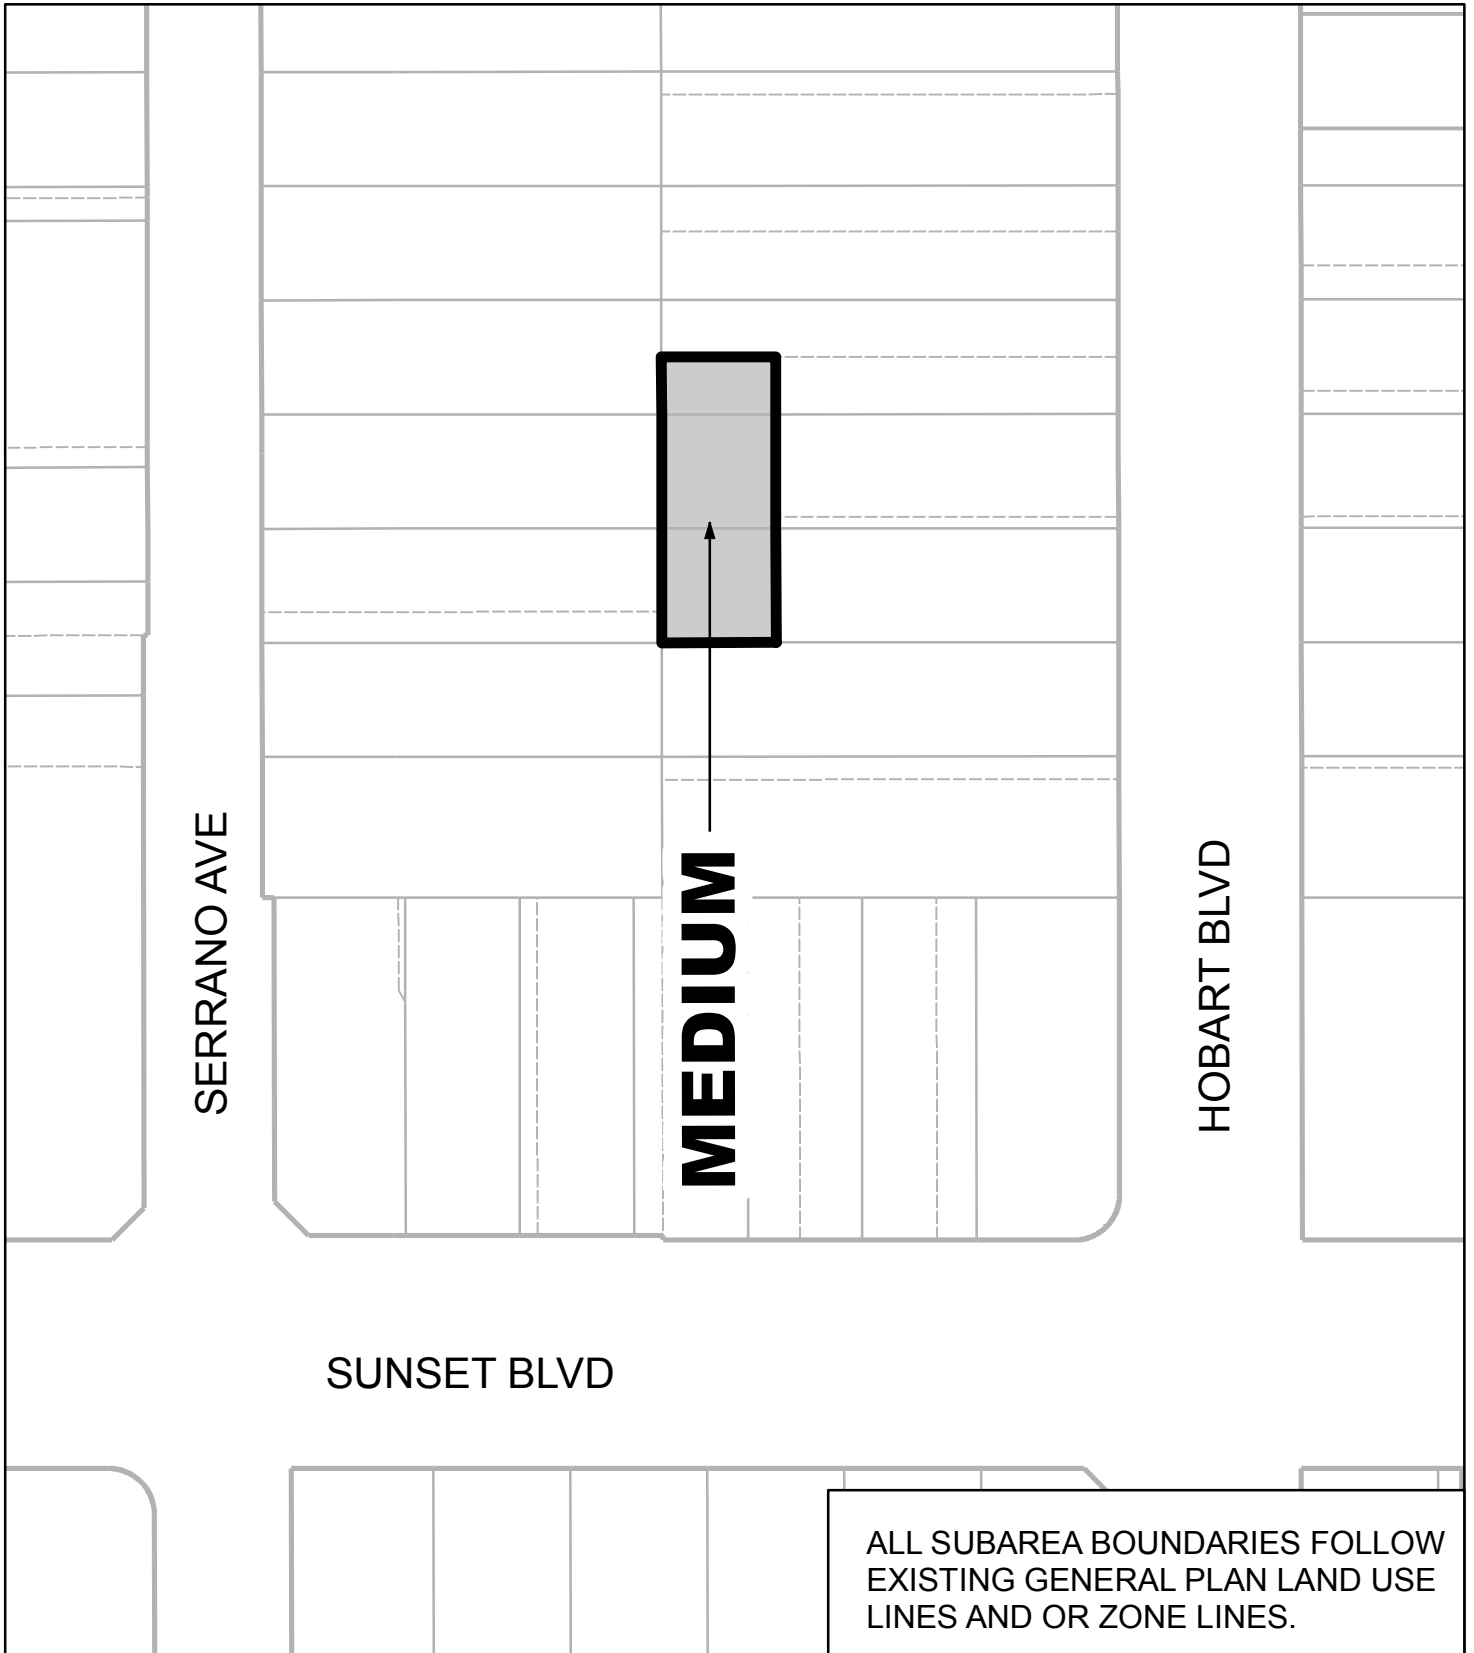 SERRANO AVE
MEDIUM
HOBART BLVD
SUNSET BLVD
ALL SUBAREA BOUNDARIES FOLLOW
EXISTING GENERAL PLAN LAND USE
LINES AND OR ZONE LINES.